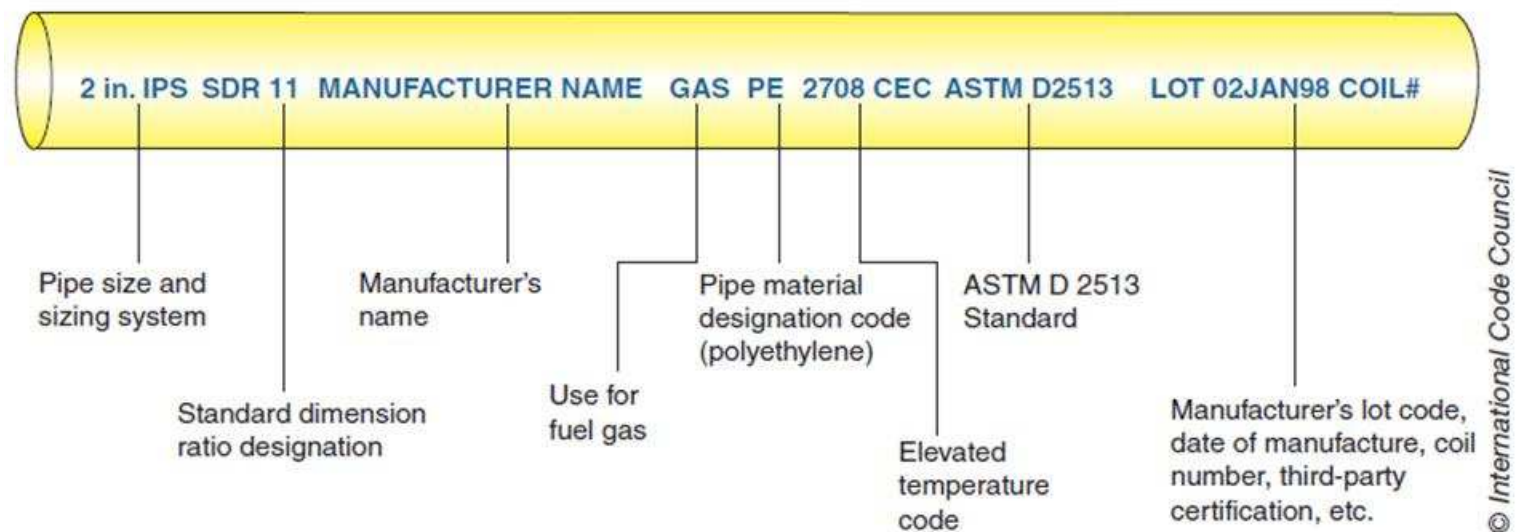 2 in. IPS SDR 11 MANUFACTURER NAME GAS PE 2708 CEC ASTM D2513 LOT 02JAN98 COIL#
Pipe size and
sizing system
Manufacturer's
name
Pipe material
designation code
(polyethylene)
ASTM D 2513
Standard
Standard dimension
ratio designation
Use for
fuel gas
Elevated
temperature
code
Manufacturer's lot code,
date of manufacture, coil
number, third-party
certification, etc.
© International Code Council